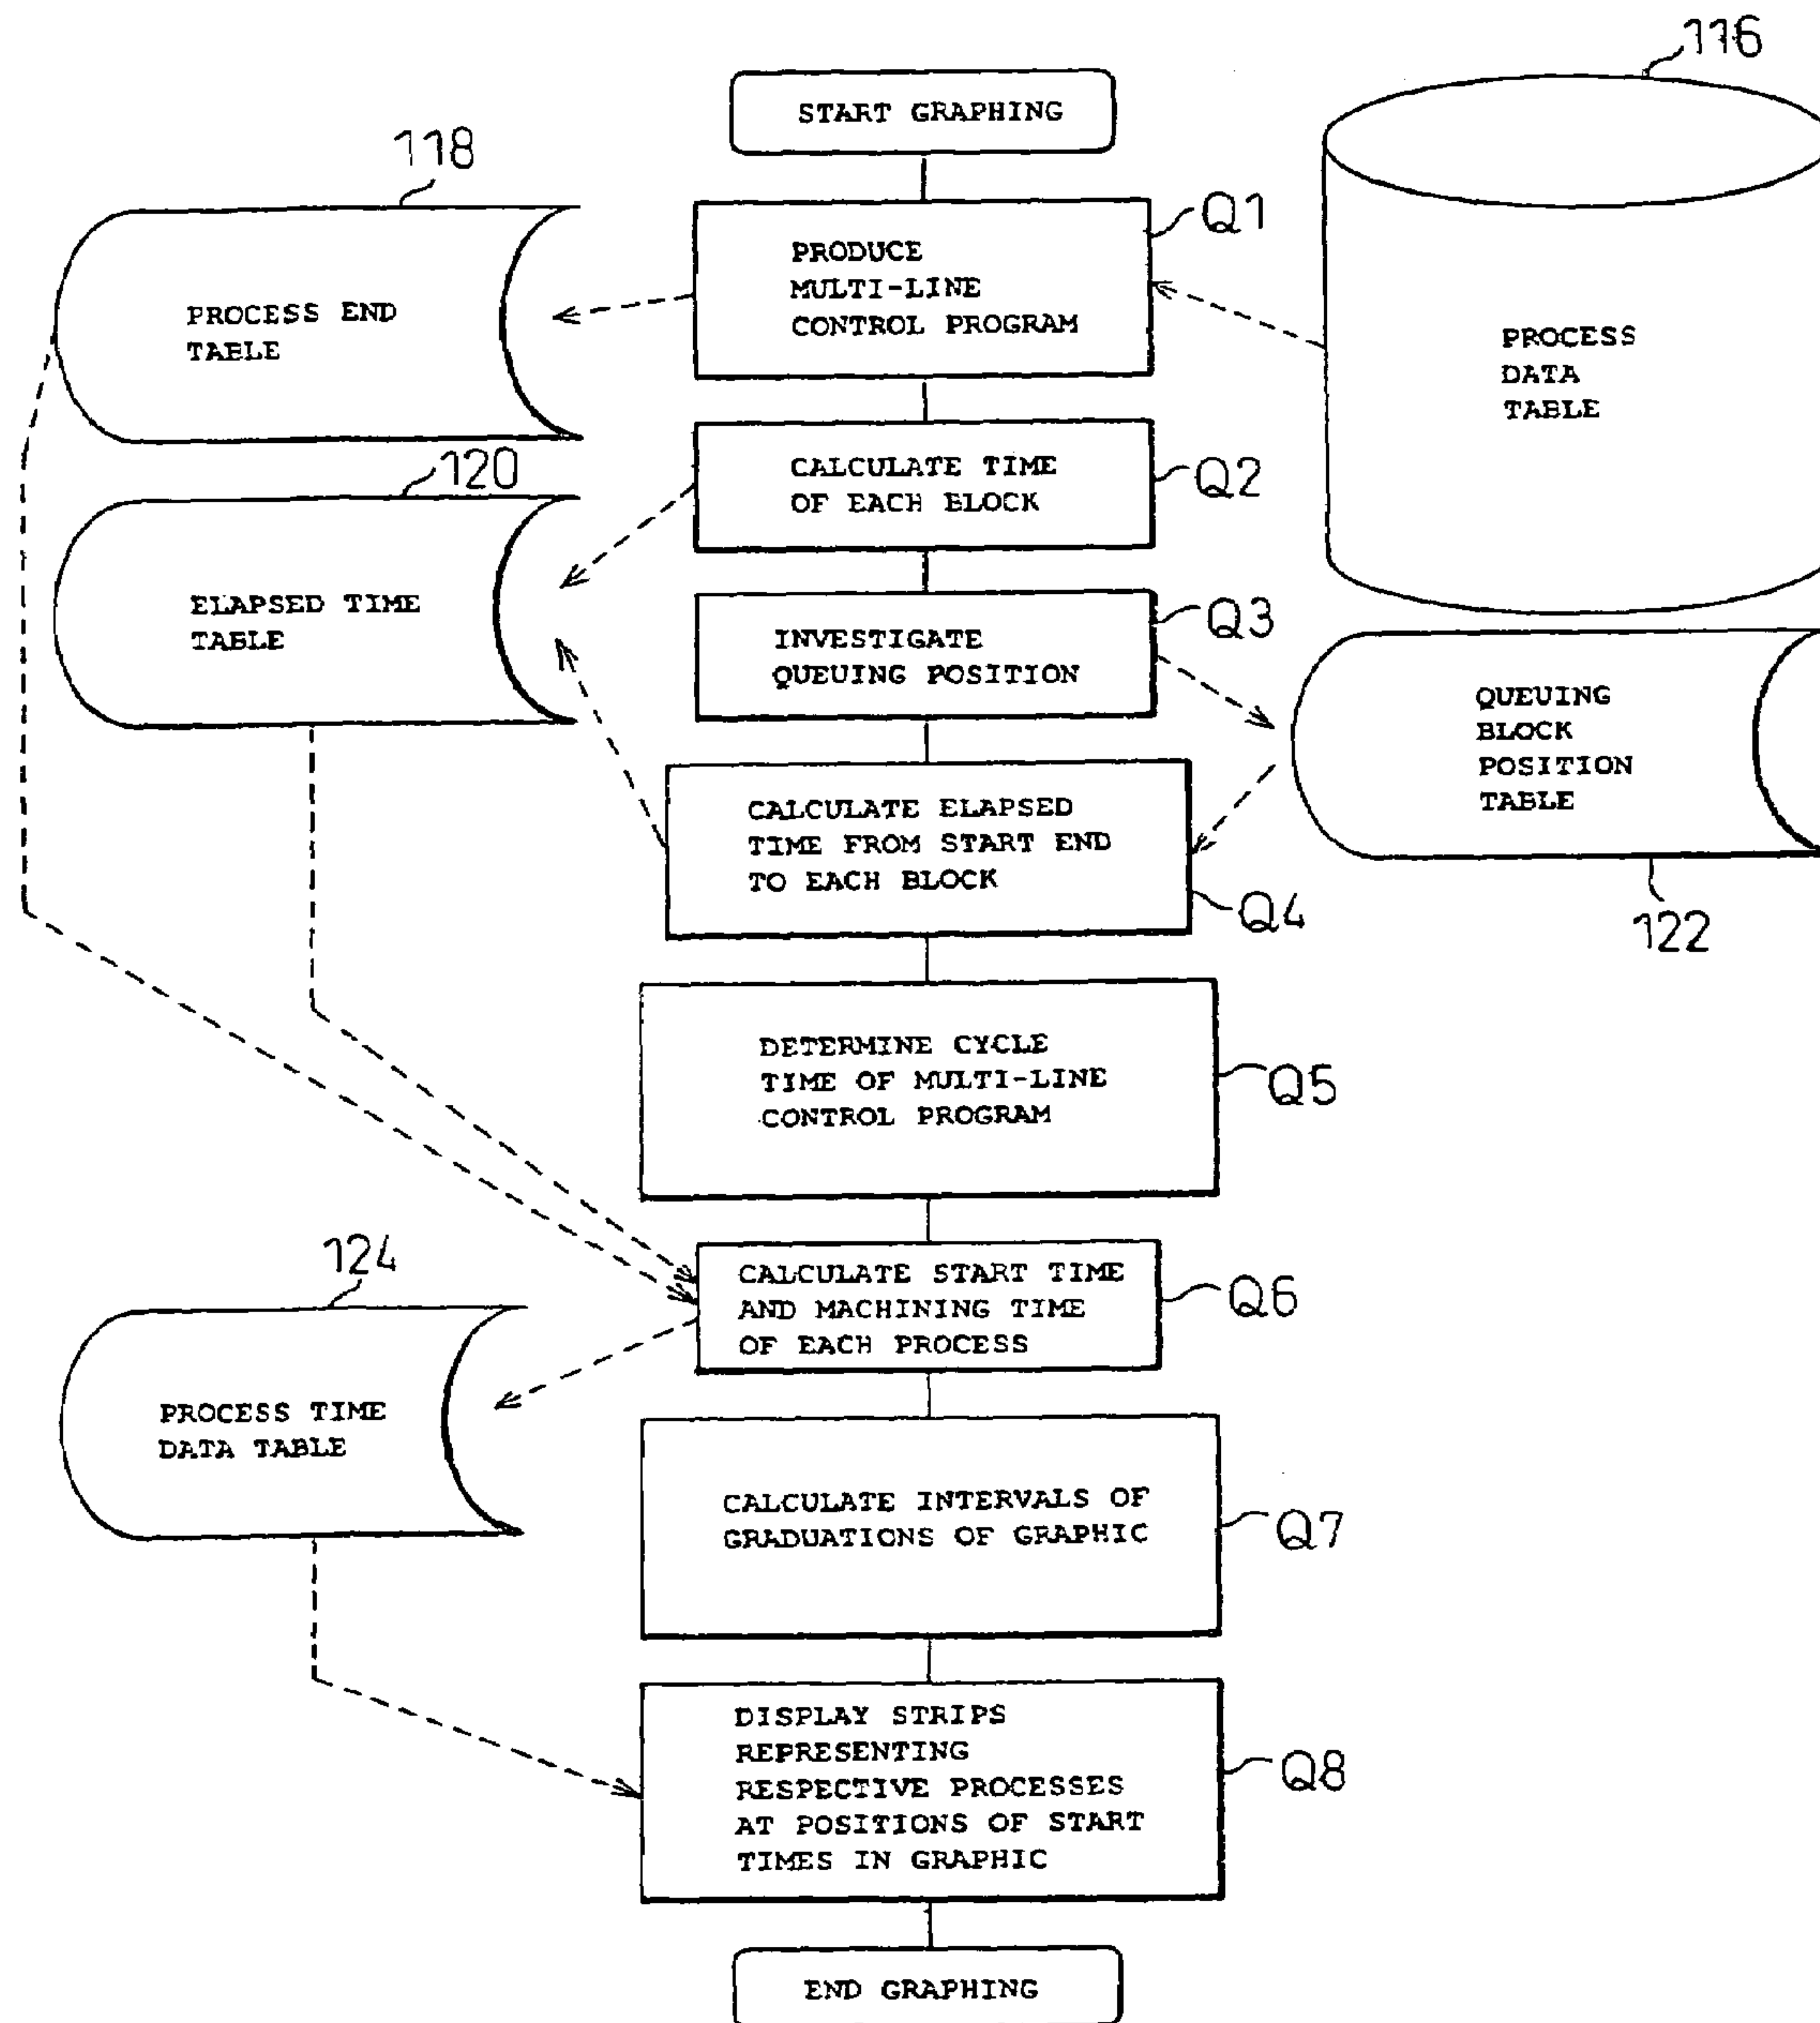 116
START GRAPHING
118
Q1
PRODUCE
MULTI-LINE
CONTROL PROGRAM
PROCESS END
TABLE
PROCESS
DATA
TABLE
120
CALCULATE TIME
OF EACH BLOCK
Q2
ELAPSED TIME
TABLE
Q3
INVESTIGATE
QUEUING POSITION
QUEUING
BLOCK
POSITION
TABLE
CALCULATE ELAPSED
TIME FROM START END
TO EACH BLOCK
Q4
122
DETERMINE CYCLE
TIME OF MULTI-LINE
CONTROL PROGRAM
Q5
124
CALCULATE START TIME
AND MACHINING TIME
OF EACH PROCESS
Q6
PROCESS TIME
DATA TABLE
CALCULATE INTERVALS OF
GRADUATIONS OF GRAPHIC
Q7
DISPLAY STRIPS
REPRESENTING
RESPECTIVE PROCESSES
AT POSITIONS OF START
TIMES IN GRAPHIC
Q8
END GRAPHING